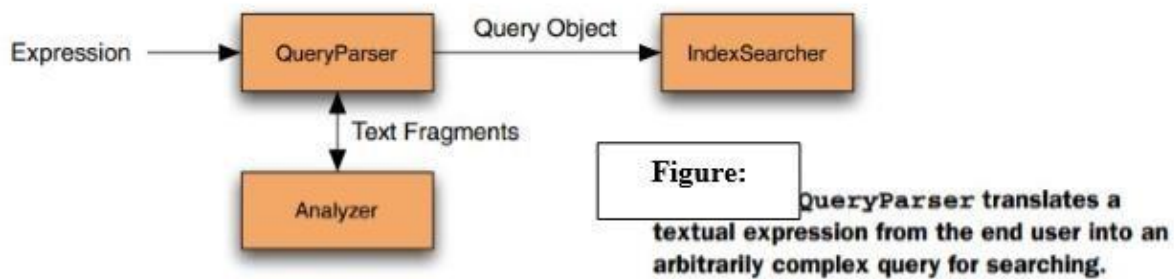 Query Object
Expression
QueryParser
IndexSearcher
Text Fragments
Analyzer
Figure:
QueryParser translates a
textual expression from the end user into an
arbitrarily complex query for searching.